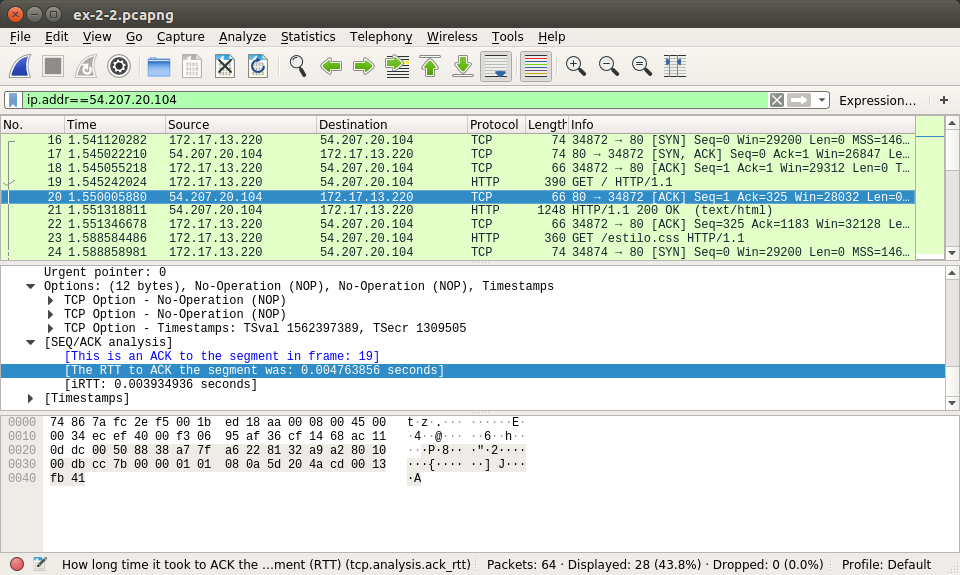 ex-2-2.pcapng
File Edit View Go Capture Analyze Statistics Telephony Wireless Tools Help
ip.addr==54.207.20.104 Expression… +
No. Time Source Destination Protocol Length Info
16 1.541120282 172.17.13.220 54.207.20.104 TCP 74 34872 → 80 [SYN] Seq=0 Win=29200 Len=0 MSS=146…
17 1.545022210 54.207.20.104 172.17.13.220 TCP 74 80 → 34872 [SYN, ACK] Seq=0 Ack=1 Win=26847 Len…
18 1.545055218 172.17.13.220 54.207.20.104 TCP 66 34872 → 80 [ACK] Seq=1 Ack=1 Win=29312 Len=0 T…
19 1.545242024 172.17.13.220 54.207.20.104 HTTP 390 GET / HTTP/1.1
20 1.550005880 54.207.20.104 172.17.13.220 TCP 66 80 → 34872 [ACK] Seq=1 Ack=325 Win=28032 Len=0…
21 1.551318811 54.207.20.104 172.17.13.220 HTTP 1248 HTTP/1.1 200 OK (text/html)
22 1.551346678 172.17.13.220 54.207.20.104 TCP 66 34872 → 80 [ACK] Seq=325 Ack=1183 Win=32128 Le…
23 1.588584486 172.17.13.220 54.207.20.104 HTTP 360 GET /estilo.css HTTP/1.1
24 1.588858981 172.17.13.220 54.207.20.104 TCP 74 34874 → 80 [SYN] Seq=0 Win=29200 Len=0 MSS=146…
Urgent pointer: 0
Options: (12 bytes), No-Operation (NOP), No-Operation (NOP), Timestamps
TCP Option - No-Operation (NOP)
TCP Option - No-Operation (NOP)
TCP Option - Timestamps: TSval 1562397389, TSecr 1309505
[SEQ/ACK analysis]
[This is an ACK to the segment in frame: 19]
[The RTT to ACK the segment was: 0.004763856 seconds]
[iRTT: 0.003934936 seconds]
[Timestamps]
0000 74 86 7a fc 2e f5 00 1b ed 18 aa 00 08 00 45 00 t·z·.··· ······E·
0010 00 34 ec ef 40 00 f3 06 95 af 36 cf 14 68 ac 11 ·4··@··· ··6··h··
0020 0d dc 00 50 88 38 a7 7f a6 22 81 32 a9 a2 80 10 ···P·8·· ·"·2····
0030 00 db cc 7b 00 00 01 01 08 0a 5d 20 4a cd 00 13 ···{···· ··] J···
0040 fb 41 ·A
How long time it took to ACK the …ment (RTT) (tcp.analysis.ack_rtt) Packets: 64 · Displayed: 28 (43.8%) · Dropped: 0 (0.0%) Profile: Default